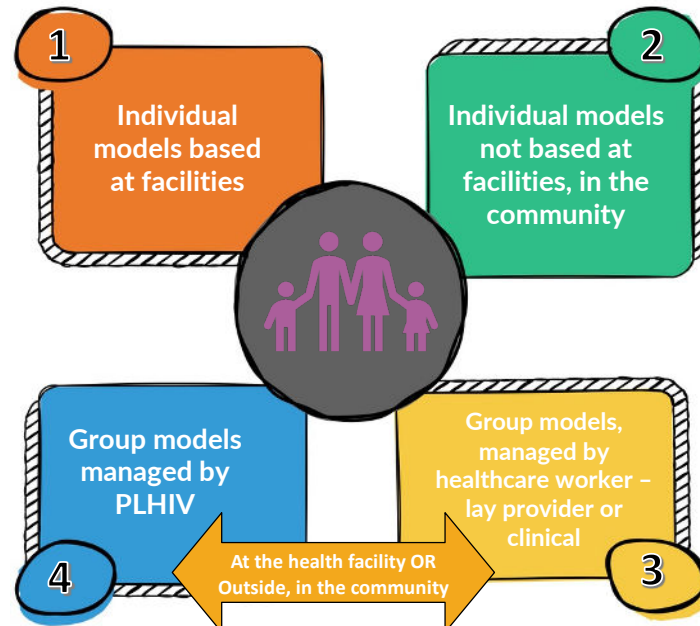 1
Individual
models based
at facilities
2
Individual models
not based at
facilities, in the
community
Group models
managed by
PLHIV
4
Group models,
managed by
healthcare worker –
lay provider or
clinical
3
At the health facility OR
Outside, in the community